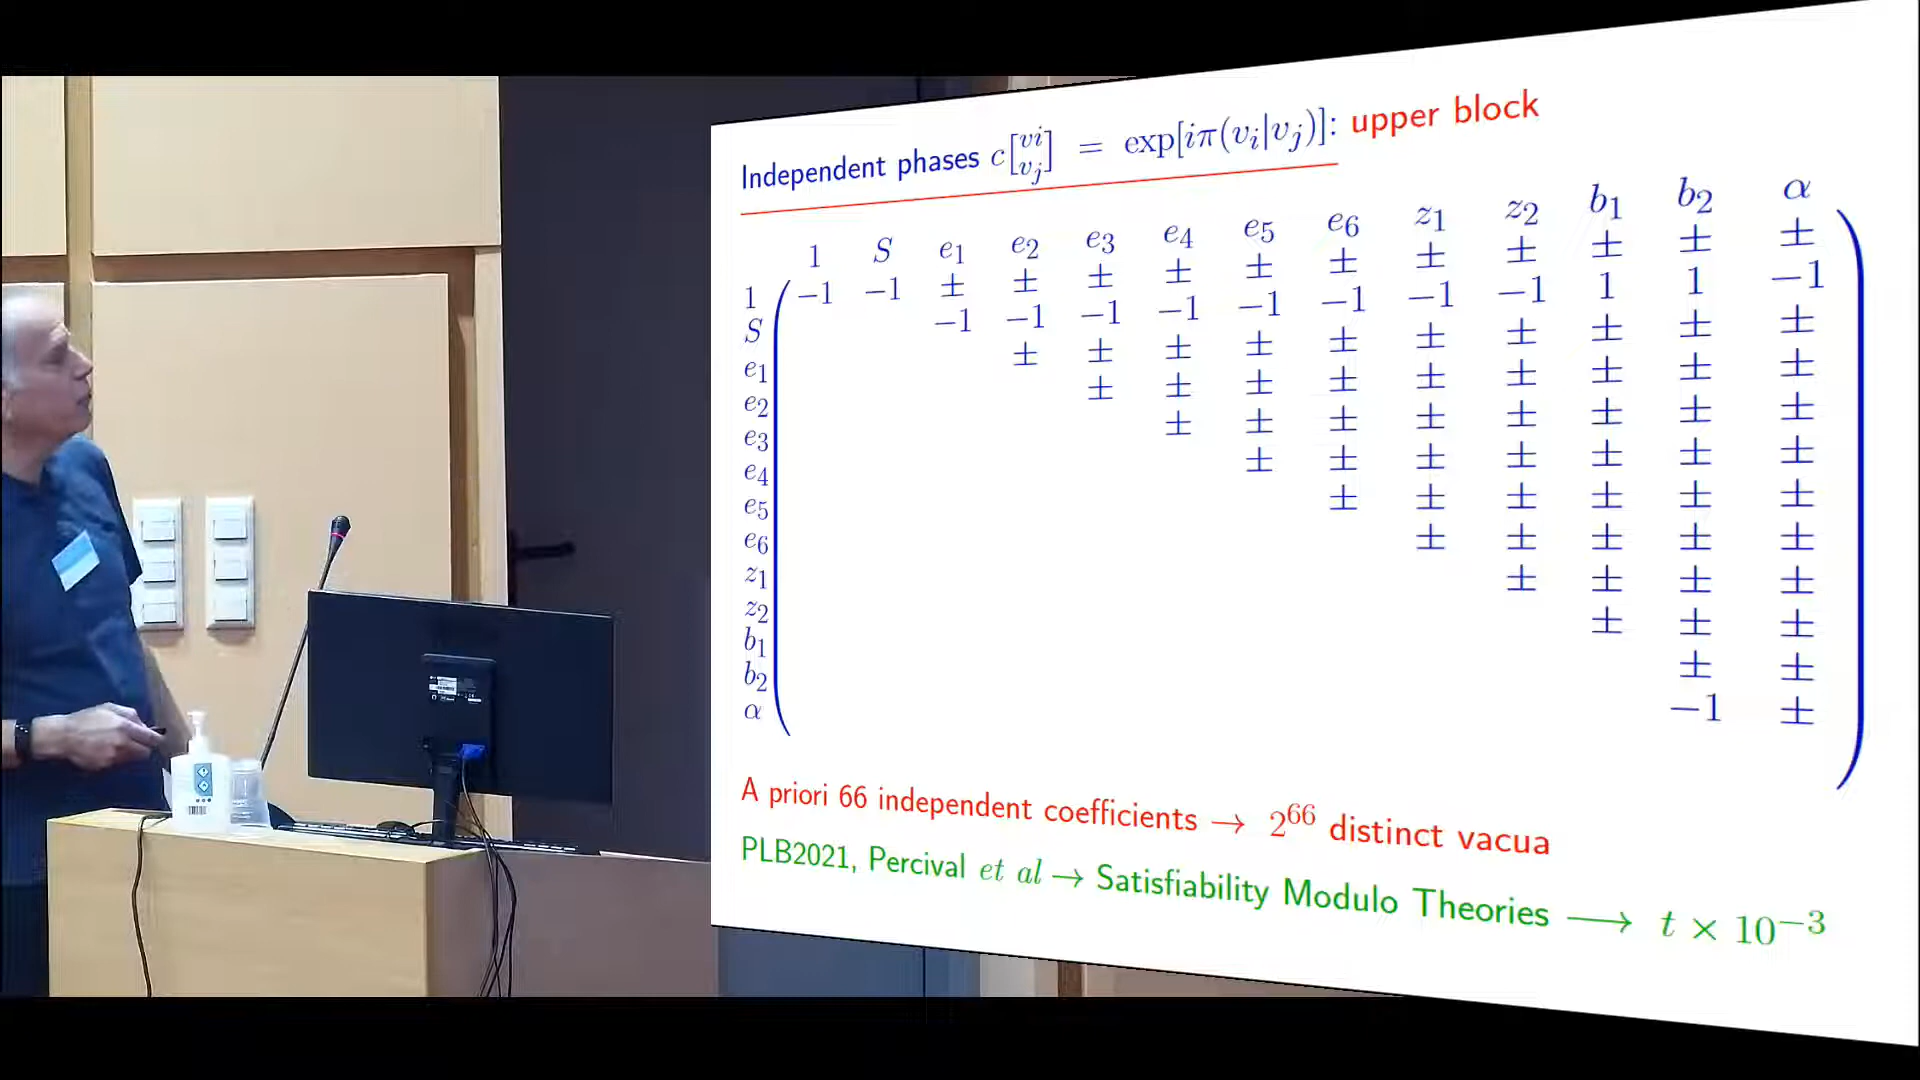 Independent phases c[vi vj] = exp[iπ(vi|vj)]: upper block
1 S e1 e2 e3 e4 e5 e6 z1 z2 b1 b2 α
1 −1 −1 ± ± ± ± ± ± ± ± ± ± ±
S −1 −1 −1 −1 −1 −1 −1 −1 1 1 −1
e1 ± ± ± ± ± ± ± ± ± ±
e2 ± ± ± ± ± ± ± ± ±
e3 ± ± ± ± ± ± ± ±
e4 ± ± ± ± ± ± ±
e5 ± ± ± ± ± ±
e6 ± ± ± ± ±
z1 ± ± ± ±
z2 ± ± ±
b1 ± ±
b2 −1 ±
α
A priori 66 independent coefficients → 2^66 distinct vacua
PLB2021, Percival et al → Satisfiability Modulo Theories ⟶ t × 10^−3